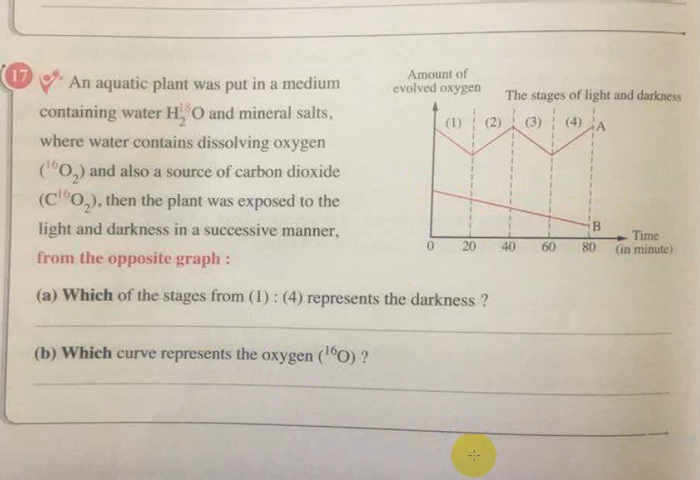 17
An aquatic plant was put in a medium
containing water H₂¹⁸O and mineral salts,
where water contains dissolving oxygen
(¹⁶O₂) and also a source of carbon dioxide
(C¹⁶O₂), then the plant was exposed to the
light and darkness in a successive manner,
from the opposite graph :
Amount of
evolved oxygen
The stages of light and darkness
(1) (2) (3) (4) A
B
0 20 40 60 80
Time
(in minute)
(a) Which of the stages from (1) : (4) represents the darkness ?
(b) Which curve represents the oxygen (¹⁶O) ?